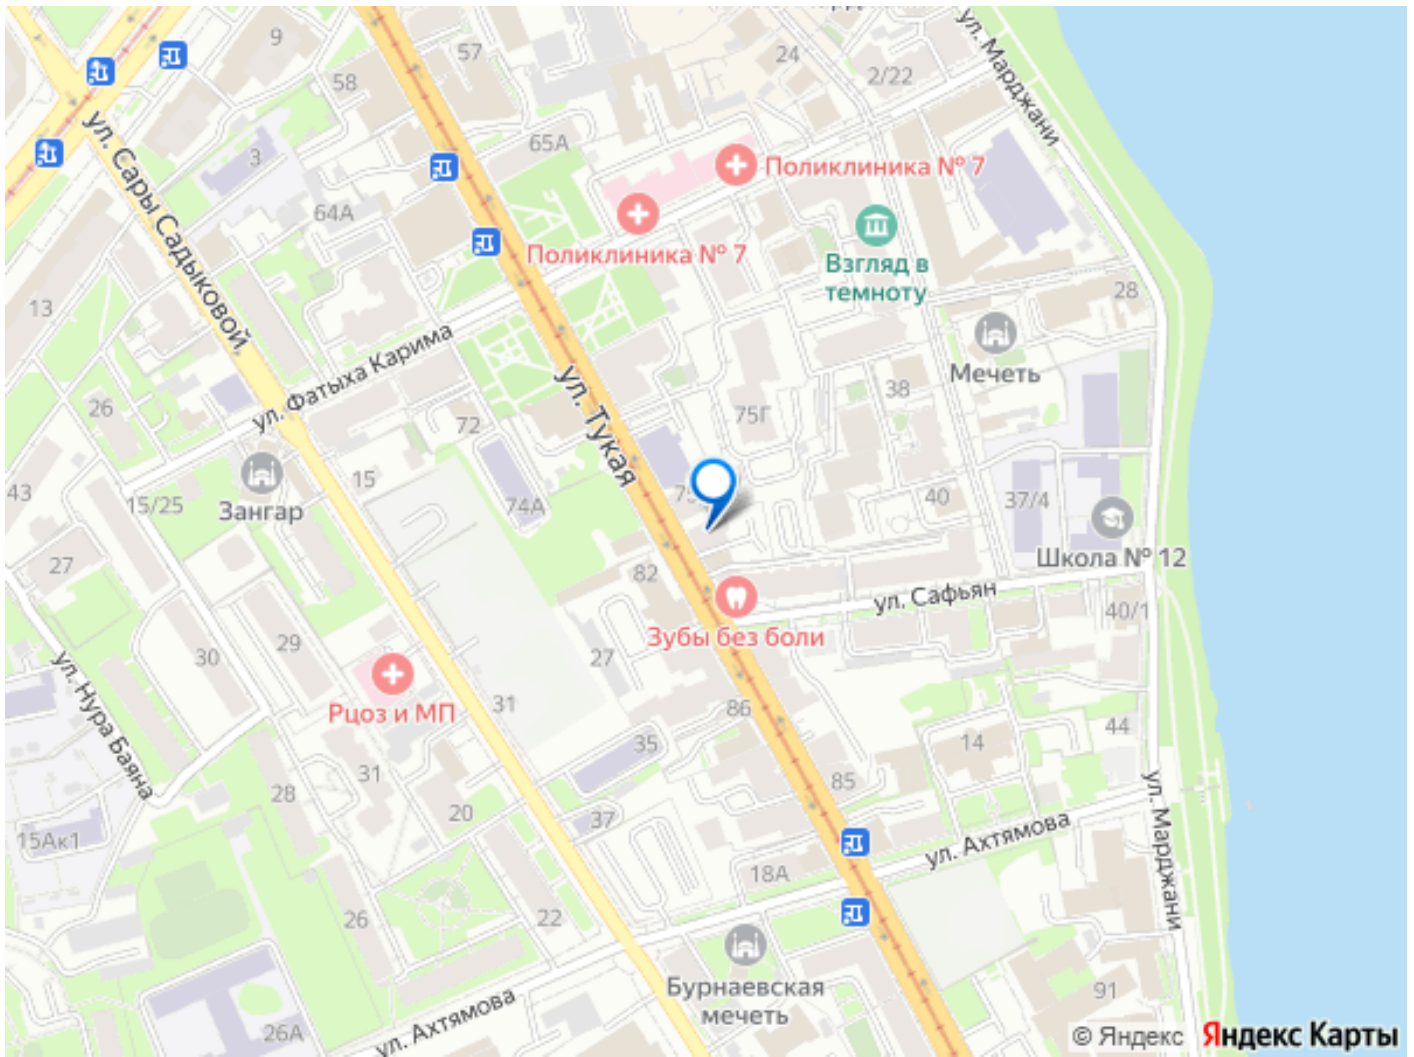 9
57
24
2/22
ул. Марджани
58
65А
3
Поликлиника № 7
ул. Сары Садыковой
64А
Поликлиника № 7
Взгляд в
темноту
13
28
ул. Фатыха Карима
Мечеть
ул. Тукая
38
26
72
75Г
15
43
15/25
Зангар
74А
40
37/4
Школа № 12
27
82
ул. Сафьян
40/1
Зубы без боли
29
30
27
ул. Нура Баяна
Рцоз и МП
31
86
44
35
14
31
85
28
ул. Марджани
20
37
15Ак1
ул. Ахтямова
18А
26
22
Бурнаевская
мечеть
91
ул. Ахтямова
26А
© Яндекс Яндекс Карты